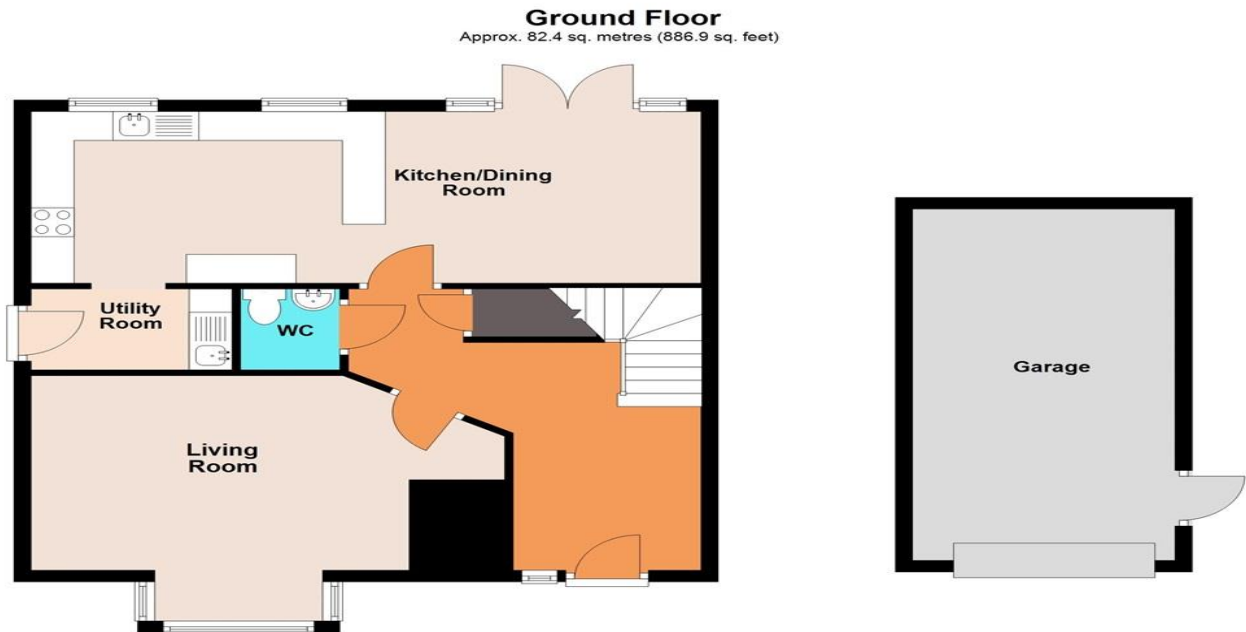 Ground Floor
Approx. 82.4 sq. metres (886.9 sq. feet)
Kitchen/Dining
Room
Utility
Room
WC
Garage
Living
Room